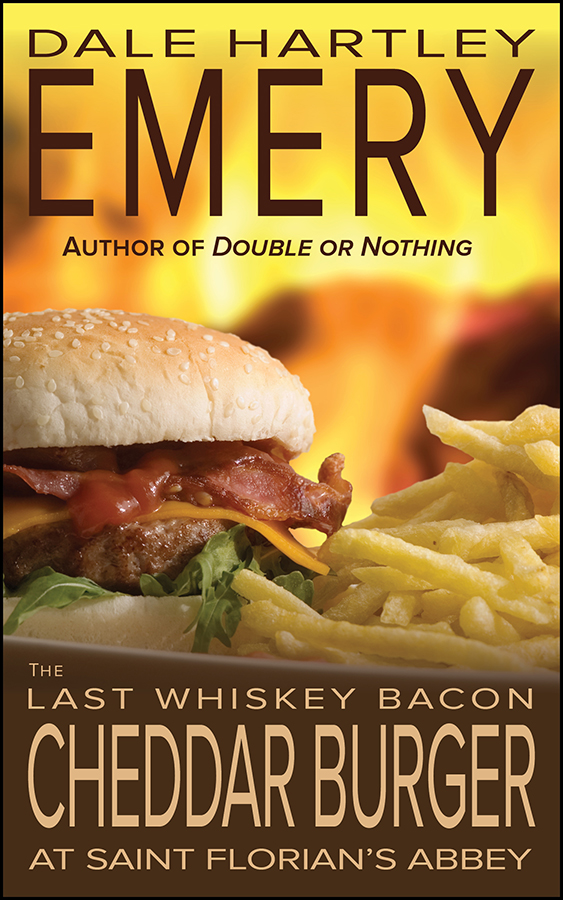 DALE HARTLEY
EMERY
AUTHOR OF DOUBLE OR NOTHING
THE
LAST WHISKEY BACON
CHEDDAR BURGER
AT SAINT FLORIAN'S ABBEY